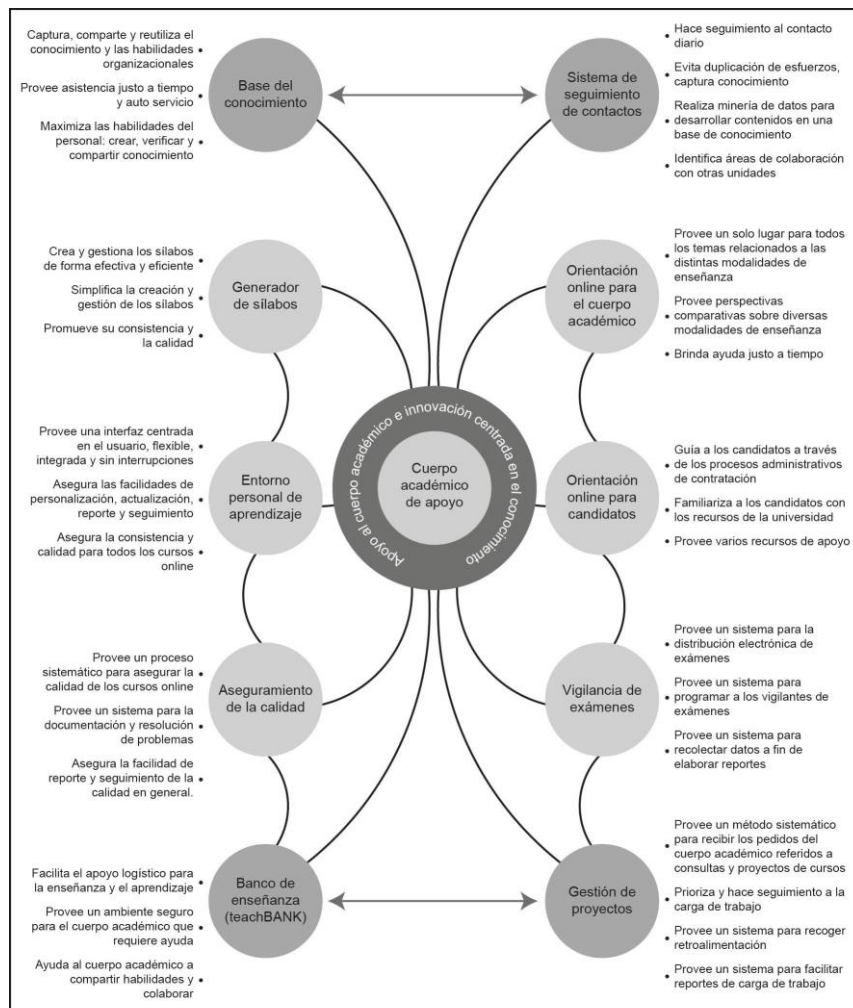 Captura, comparte y reutiliza el
conocimiento y las habilidades
organizacionales
Provee asistencia justo a tiempo
y auto servicio
Maximiza las habilidades del
personal: crear, verificar y
compartir conocimiento
Base del
conocimiento
Sistema de
seguimiento
de contactos
Hace seguimiento al contacto
diario
Evita duplicación de esfuerzos,
captura conocimiento
Realiza minería de datos para
desarrollar contenidos en una
base de conocimiento
Identifica áreas de colaboración
con otras unidades
Crea y gestiona los sílabos
de forma efectiva y eficiente
Simplifica la creación y
gestión de los sílabos
Promueve su consistencia y
la calidad
Generador
de sílabos
Orientación
online para
el cuerpo
académico
Provee un solo lugar para todos
los temas relacionados a las
distintas modalidades de
enseñanza
Provee perspectivas
comparativas sobre diversas
modalidades de enseñanza
Brinda ayuda justo a tiempo
Provee una interfaz centrada
en el usuario, flexible,
integrada y sin interrupciones
Asegura las facilidades de
personalización, actualización,
reporte y seguimiento
Asegura la consistencia y
calidad para todos los cursos
online
Entorno
personal de
aprendizaje
Apoyo al cuerpo académico e innovación centrada en el conocimiento
Cuerpo
académico
de apoyo
Orientación
online para
candidatos
Guía a los candidatos a través
de los procesos administrativos
de contratación
Familiariza a los candidatos
con los recursos de la
universidad
Provee varios recursos de apoyo
Provee un proceso
sistemático para asegurar la
calidad de los cursos online
Provee un sistema para la
documentación y resolución
de problemas
Asegura la facilidad de
reporte y seguimiento de la
calidad en general.
Aseguramiento
de la calidad
Vigilancia de
exámenes
Provee un sistema para la
distribución electrónica de
exámenes
Provee un sistema para
programar a los vigilantes de
exámenes
Provee un sistema para
recolectar datos a fin de
elaborar reportes
Facilita el apoyo logístico para
la enseñanza y el aprendizaje
Provee un ambiente seguro
para el cuerpo académico que
requiere ayuda
Ayuda al cuerpo académico a
compartir habilidades y
colaborar
Banco de
enseñanza
(teachBANK)
Gestión de
proyectos
Provee un método sistemático
para recibir los pedidos del
cuerpo académico referidos a
consultas y proyectos de cursos
Prioriza y hace seguimiento a la
carga de trabajo
Provee un sistema para recoger
retroalimentación
Provee un sistema para facilitar
reportes de carga de trabajo